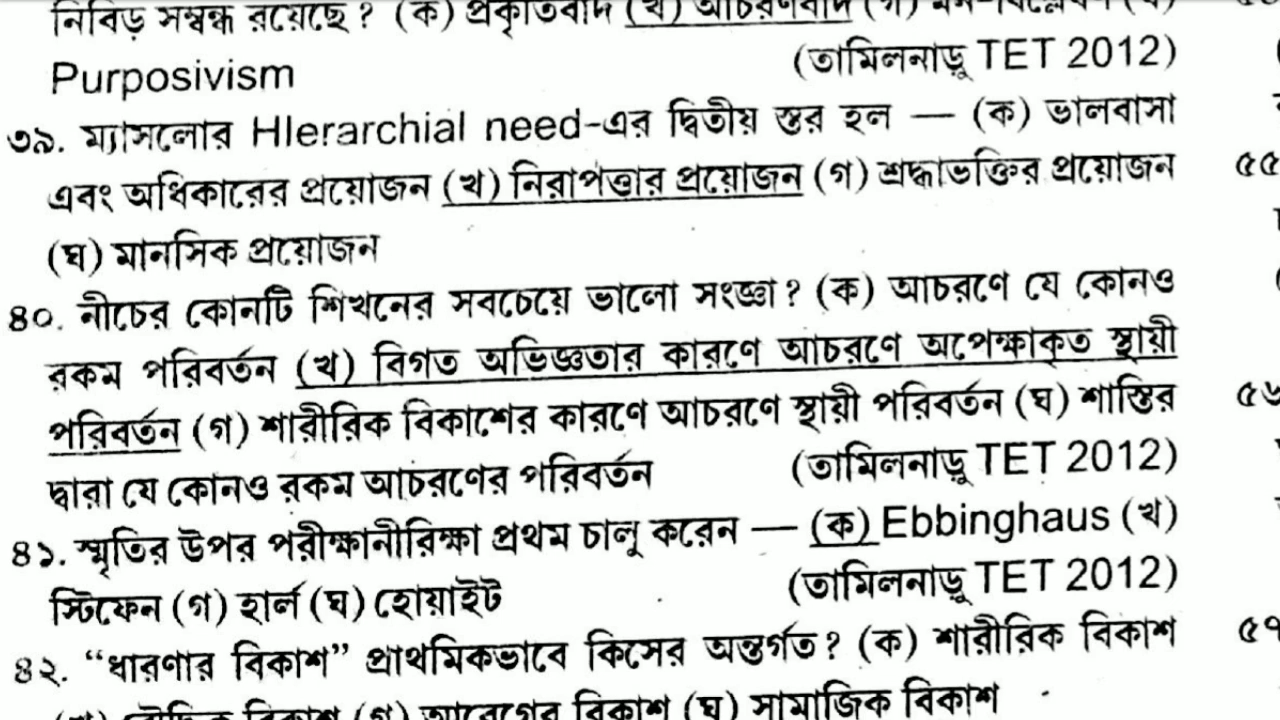 নিবিড় সম্বন্ধ রয়েছে? (ক) প্রকৃতিবাদ (খ) আচরণবাদ (গ)
Purposivism (তামিলনাড়ু TET 2012)
৩৯. ম্যাসলোর HIerarchial need-এর দ্বিতীয় স্তর হল — (ক) ভালবাসা
এবং অধিকারের প্রয়োজন (খ) নিরাপত্তার প্রয়োজন (গ) শ্রদ্ধাভক্তির প্রয়োজন
(ঘ) মানসিক প্রয়োজন
৪০. নীচের কোনটি শিখনের সবচেয়ে ভালো সংজ্ঞা? (ক) আচরণে যে কোনও
রকম পরিবর্তন (খ) বিগত অভিজ্ঞতার কারণে আচরণে অপেক্ষাকৃত স্থায়ী
পরিবর্তন (গ) শারীরিক বিকাশের কারণে আচরণে স্থায়ী পরিবর্তন (ঘ) শাস্তির
দ্বারা যে কোনও রকম আচরণের পরিবর্তন (তামিলনাড়ু TET 2012)
৪১. স্মৃতির উপর পরীক্ষানীরিক্ষা প্রথম চালু করেন — (ক) Ebbinghaus (খ)
স্টিফেন (গ) হার্ল (ঘ) হোয়াইট (তামিলনাড়ু TET 2012)
৪২. “ধারণার বিকাশ” প্রাথমিকভাবে কিসের অন্তর্গত? (ক) শারীরিক বিকাশ
(খ) বৌদ্ধিক বিকাশ (গ) আবেগের বিকাশ (ঘ) সামাজিক বিকাশ
৫৫
৫৬
৫৭